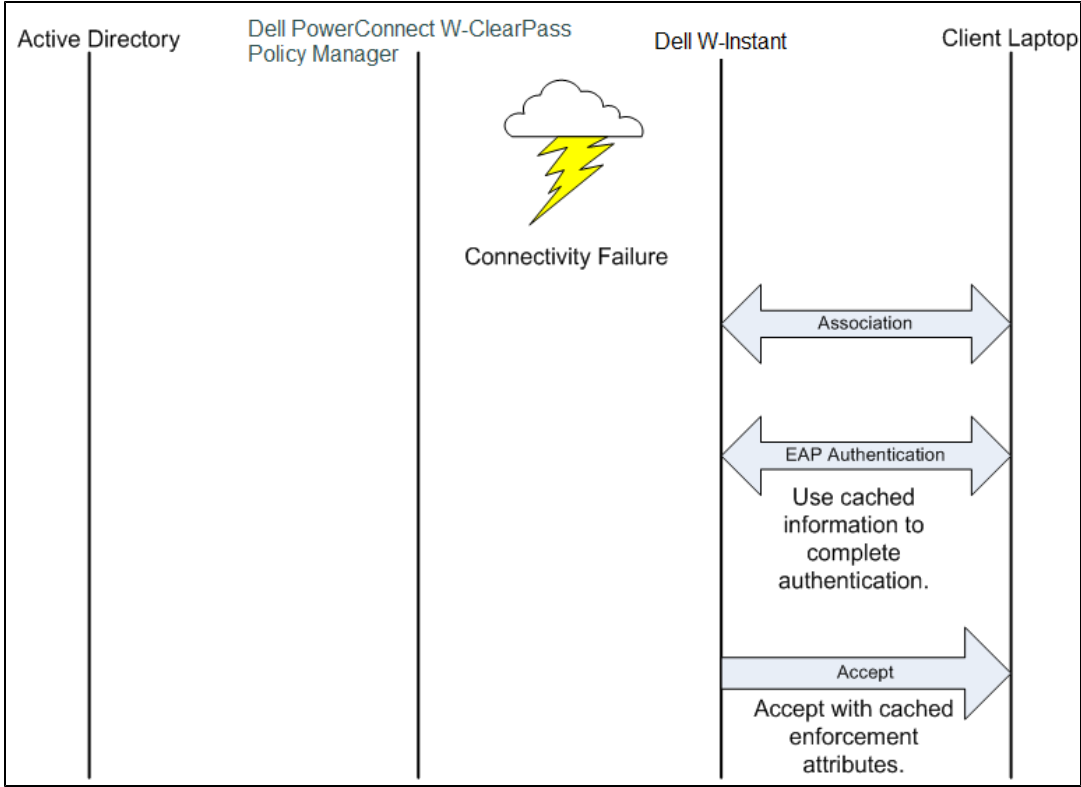 Active Directory
Dell PowerConnect W-ClearPass
Policy Manager
Dell W-Instant
Client Laptop
Connectivity Failure
Association
EAP Authentication
Use cached
information to
complete
authentication.
Accept
Accept with cached
enforcement
attributes.